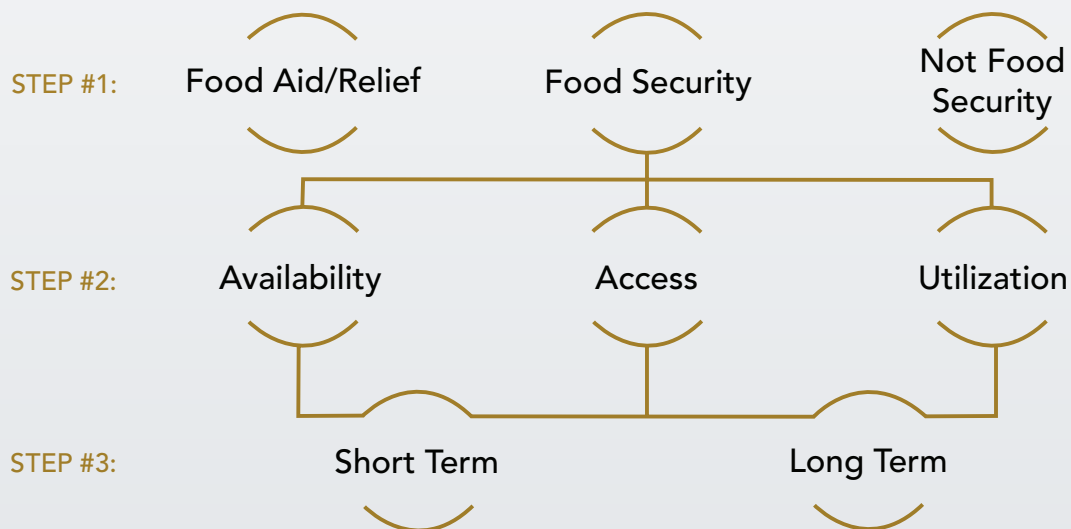 STEP #1:
Food Aid/Relief
Food Security
Not Food
Security
STEP #2:
Availability
Access
Utilization
STEP #3:
Short Term
Long Term